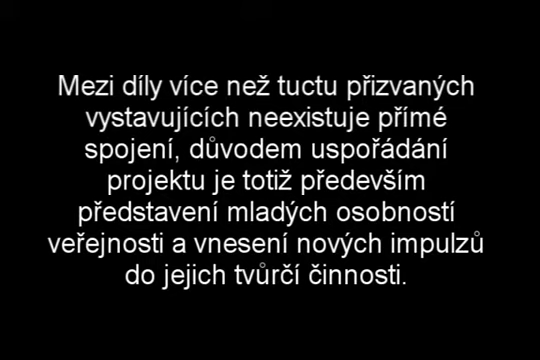 Mezi díly více než tuctu přizvaných
vystavujících neexistuje přímé
spojení, důvodem uspořádání
projektu je totiž především
představení mladých osobností
veřejnosti a vnesení nových impulzů
do jejich tvůrčí činnosti.